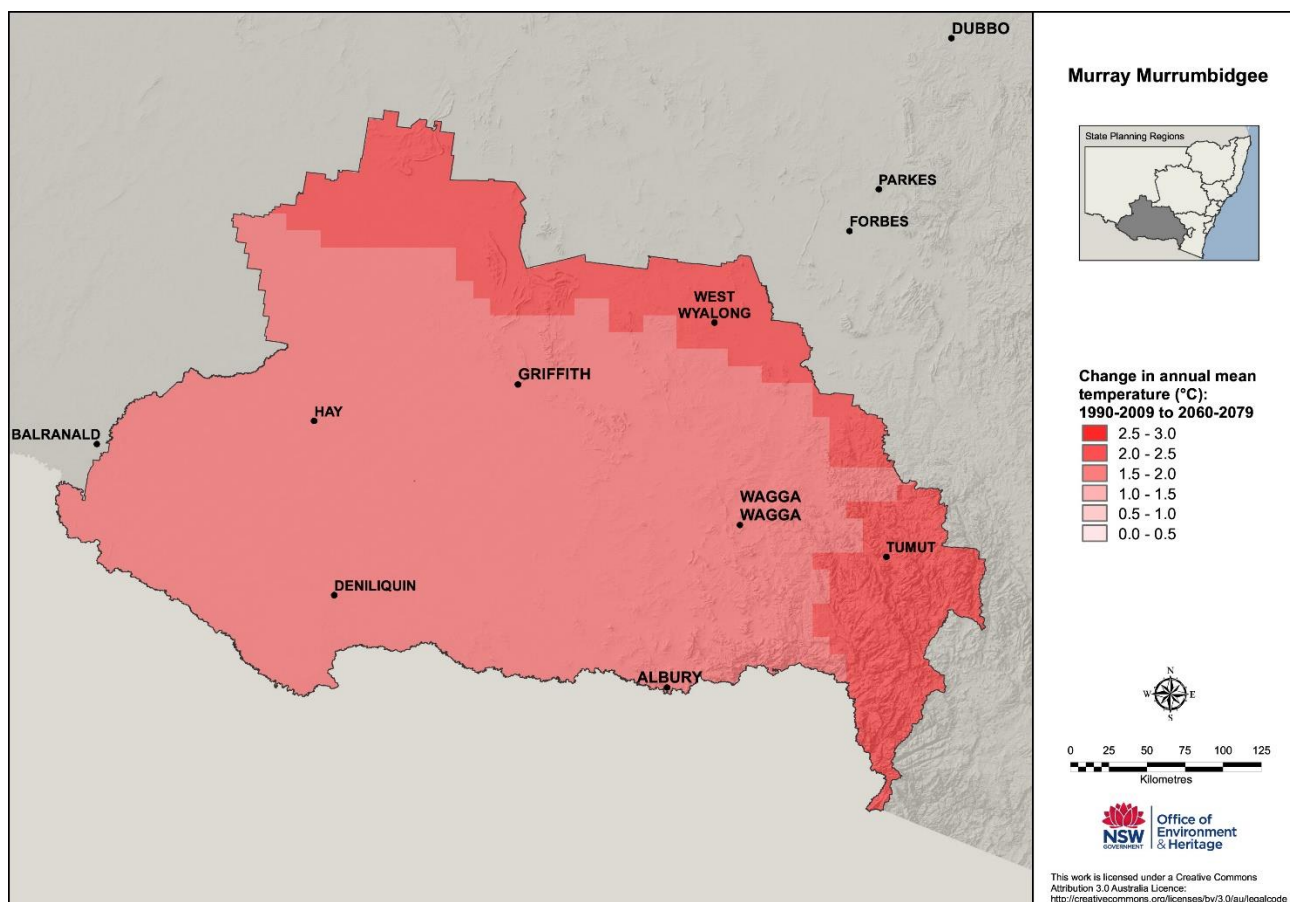 DUBBO
PARKES
FORBES
WEST
WYALONG
GRIFFITH
HAY
BALRANALD
WAGGA
WAGGA
TUMUT
DENILIQUIN
ALBURY
Murray Murrumbidgee
State Planning Regions
Change in annual mean
temperature (°C):
1990-2009 to 2060-2079
2.5 - 3.0
2.0 - 2.5
1.5 - 2.0
1.0 - 1.5
0.5 - 1.0
0.0 - 0.5
N
W E
S
0 25 50 75 100 125
Kilometres
NSW
GOVERNMENT
Office of
Environment
& Heritage
This work is licensed under a Creative Commons
Attribution 3.0 Australia Licence:
http://creativecommons.org/licenses/by/3.0/au/legalcode